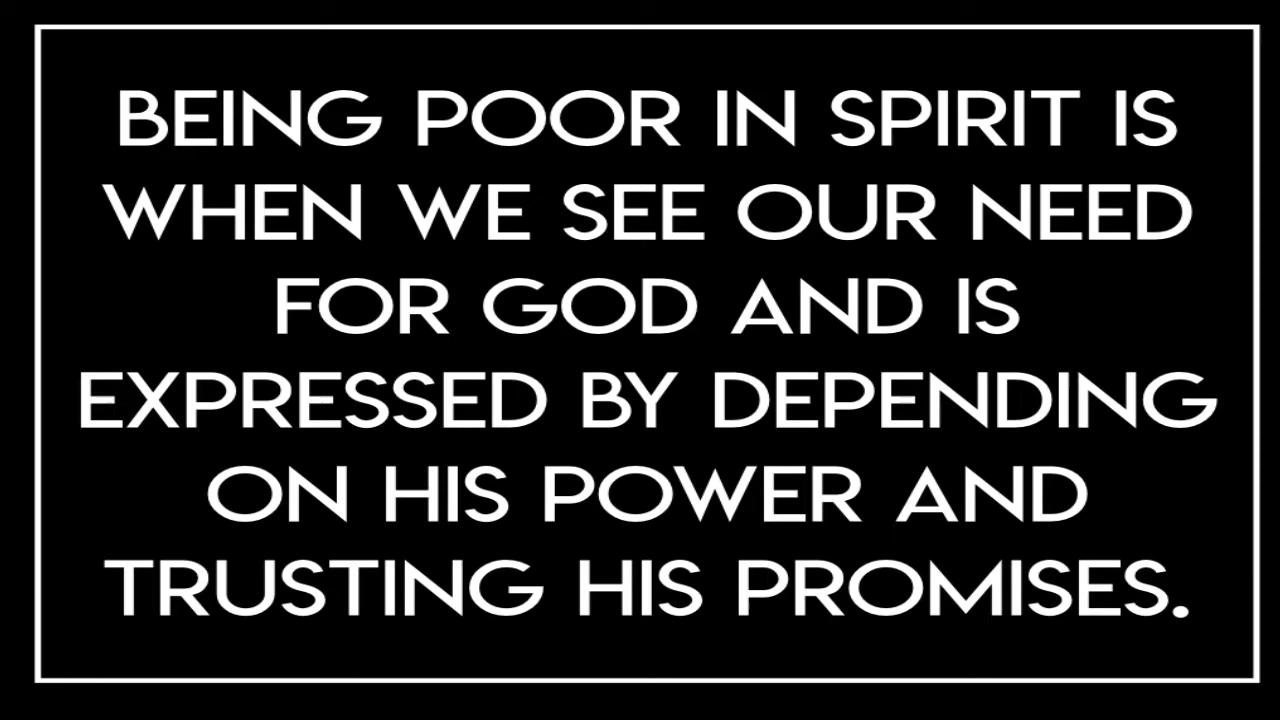 BEING POOR IN SPIRIT IS
WHEN WE SEE OUR NEED
FOR GOD AND IS
EXPRESSED BY DEPENDING
ON HIS POWER AND
TRUSTING HIS PROMISES.